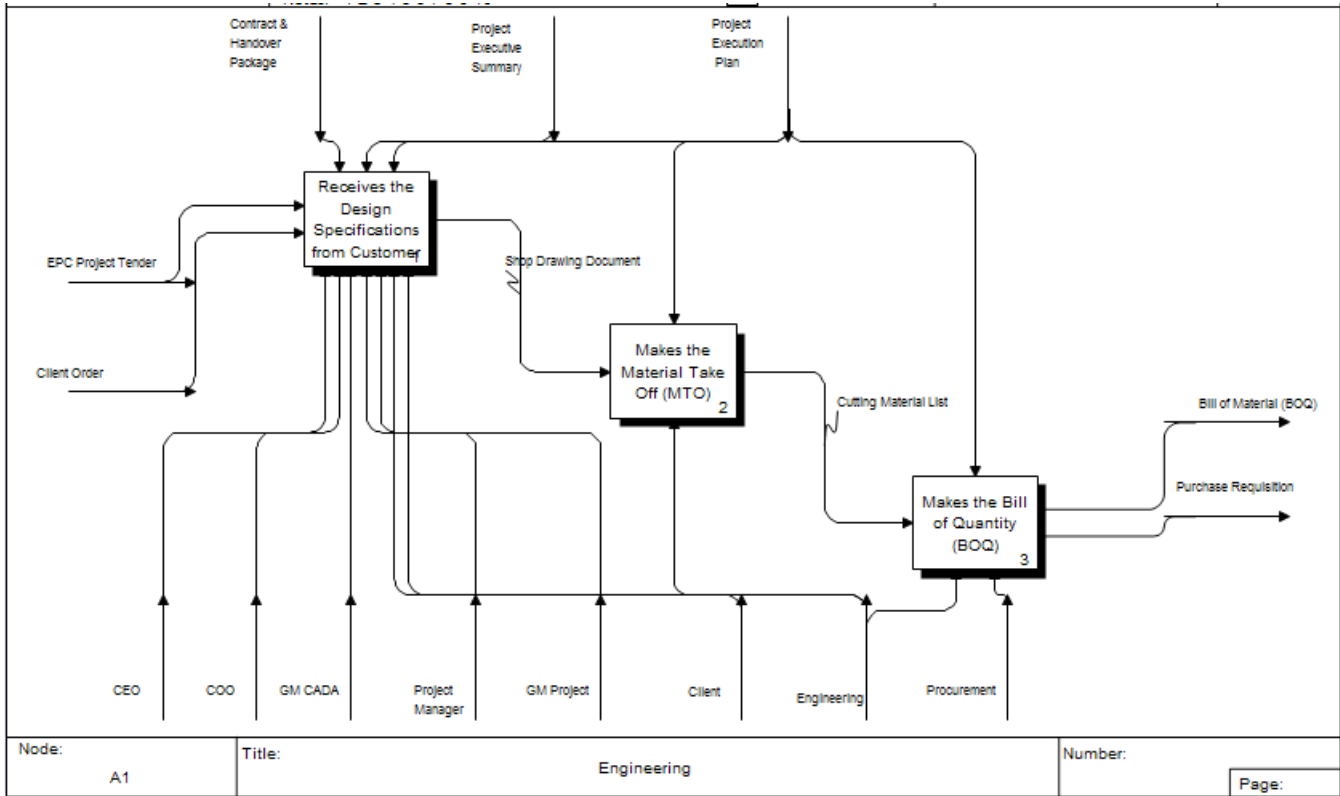 Contract &
Handover
Package
Project
Executive
Summary
Project
Execution
Plan
Receives the
Design
Specifications
from Customer
1
EPC Project Tender
Shop Drawing Document
Client Order
Makes the
Material Take
Off (MTO)
2
Cutting Material List
Bill of Material (BOQ)
Purchase Requisition
Makes the Bill
of Quantity
(BOQ)
3
CEO
COO
GM CADA
Project
Manager
GM Project
Client
Engineering
Procurement
Node:
A1
Title:
Engineering
Number:
Page: